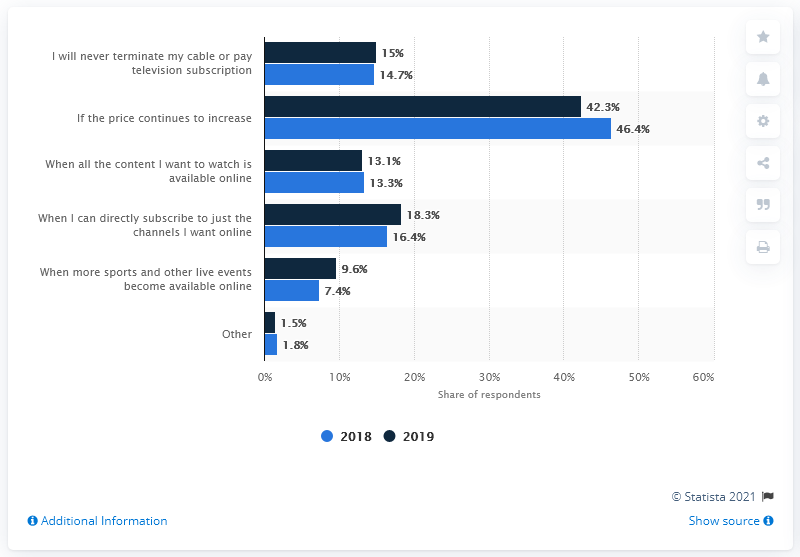 I will never terminate my cable or pay
television subscription
15%
14.7%
If the price continues to increase
42.3%
46.4%
When all the content I want to watch is
available online
13.1%
13.3%
When I can directly subscribe to just the
channels I want online
18.3%
16.4%
When more sports and other live events
become available online
9.6%
7.4%
Other
1.5%
1.8%
0% 10% 20% 30% 40% 50% 60%
Share of respondents
2018 2019
© Statista 2021
Additional Information
Show source